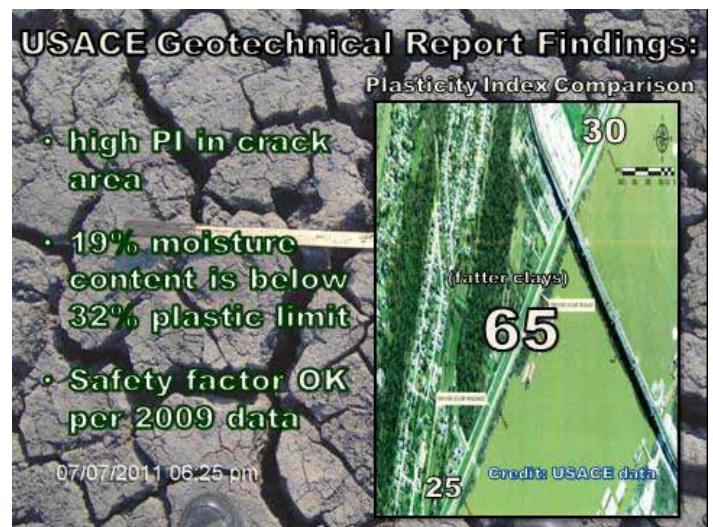 USACE Geotechnical Report Findings:
Plasticity Index Comparison
• high PI in crack
area
• 19% moisture
content is below
32% plastic limit
• Safety factor OK
per 2009 data
07/07/2011 06:25 pm
30
(fatter clays)
65
25
Credit: USACE data